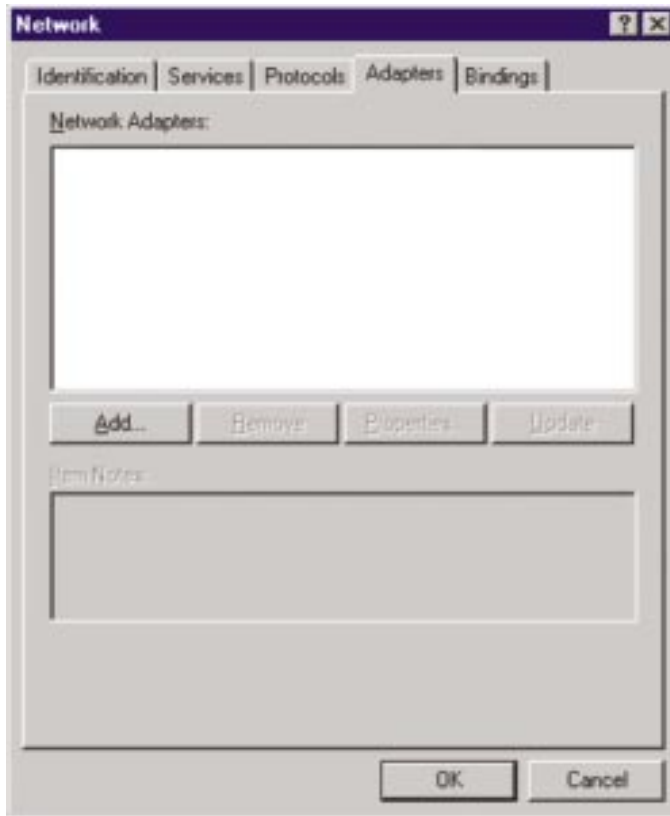 Network
Identification Services Protocols Adapters Bindings
Network Adapters:
Add... Remove Properties Update
Item Notes:
OK Cancel